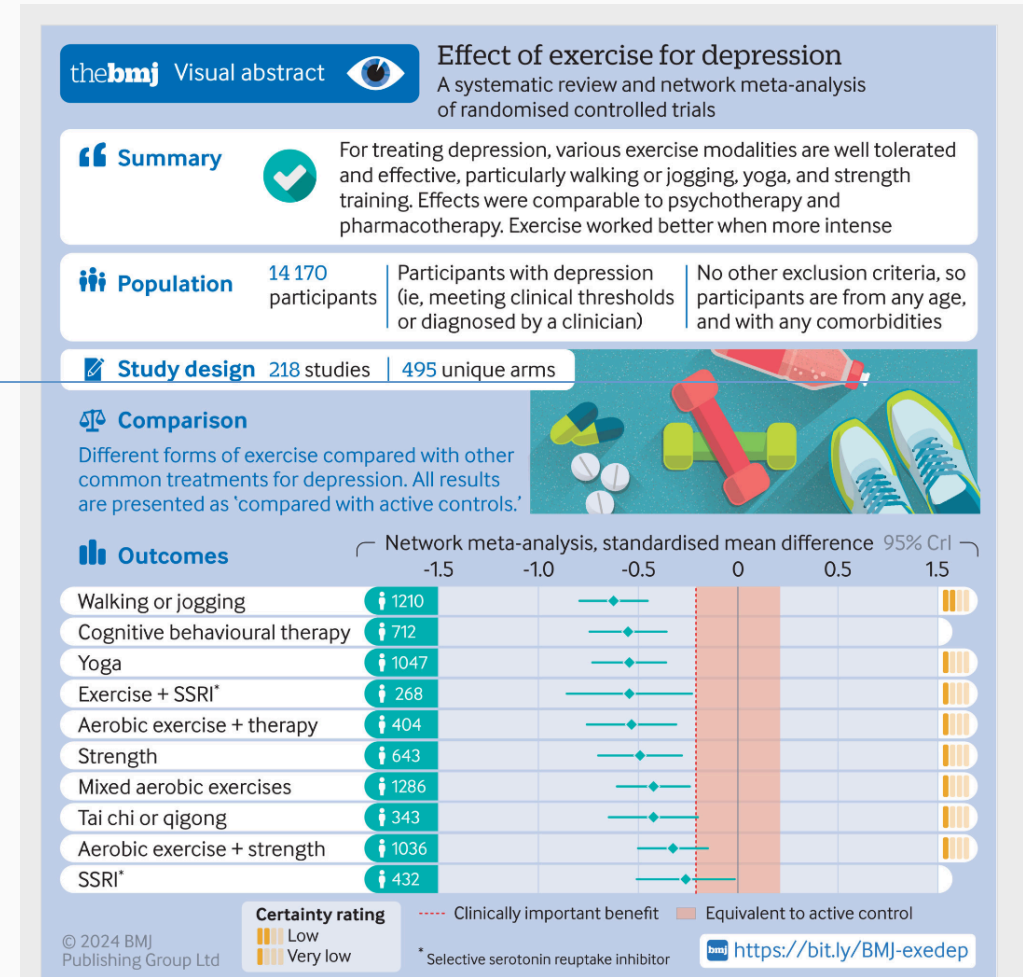 thebmj Visual abstract
Effect of exercise for depression
A systematic review and network meta-analysis
of randomised controlled trials
Summary
For treating depression, various exercise modalities are well tolerated
and effective, particularly walking or jogging, yoga, and strength
training. Effects were comparable to psychotherapy and
pharmacotherapy. Exercise worked better when more intense
Population
14 170
participants
Participants with depression
(ie, meeting clinical thresholds
or diagnosed by a clinician)
No other exclusion criteria, so
participants are from any age,
and with any comorbidities
Study design 218 studies 495 unique arms
Comparison
Different forms of exercise compared with other
common treatments for depression. All results
are presented as ‘compared with active controls.’
Outcomes
Network meta-analysis, standardised mean difference 95% CrI
-1.5 -1.0 -0.5 0 0.5 1.5
Walking or jogging 1210
Cognitive behavioural therapy 712
Yoga 1047
Exercise + SSRI* 268
Aerobic exercise + therapy 404
Strength 643
Mixed aerobic exercises 1286
Tai chi or qigong 343
Aerobic exercise + strength 1036
SSRI* 432
© 2024 BMJ
Publishing Group Ltd
Certainty rating
Low
Very low
Clinically important benefit
Equivalent to active control
* Selective serotonin reuptake inhibitor
bmj https://bit.ly/BMJ-exedep